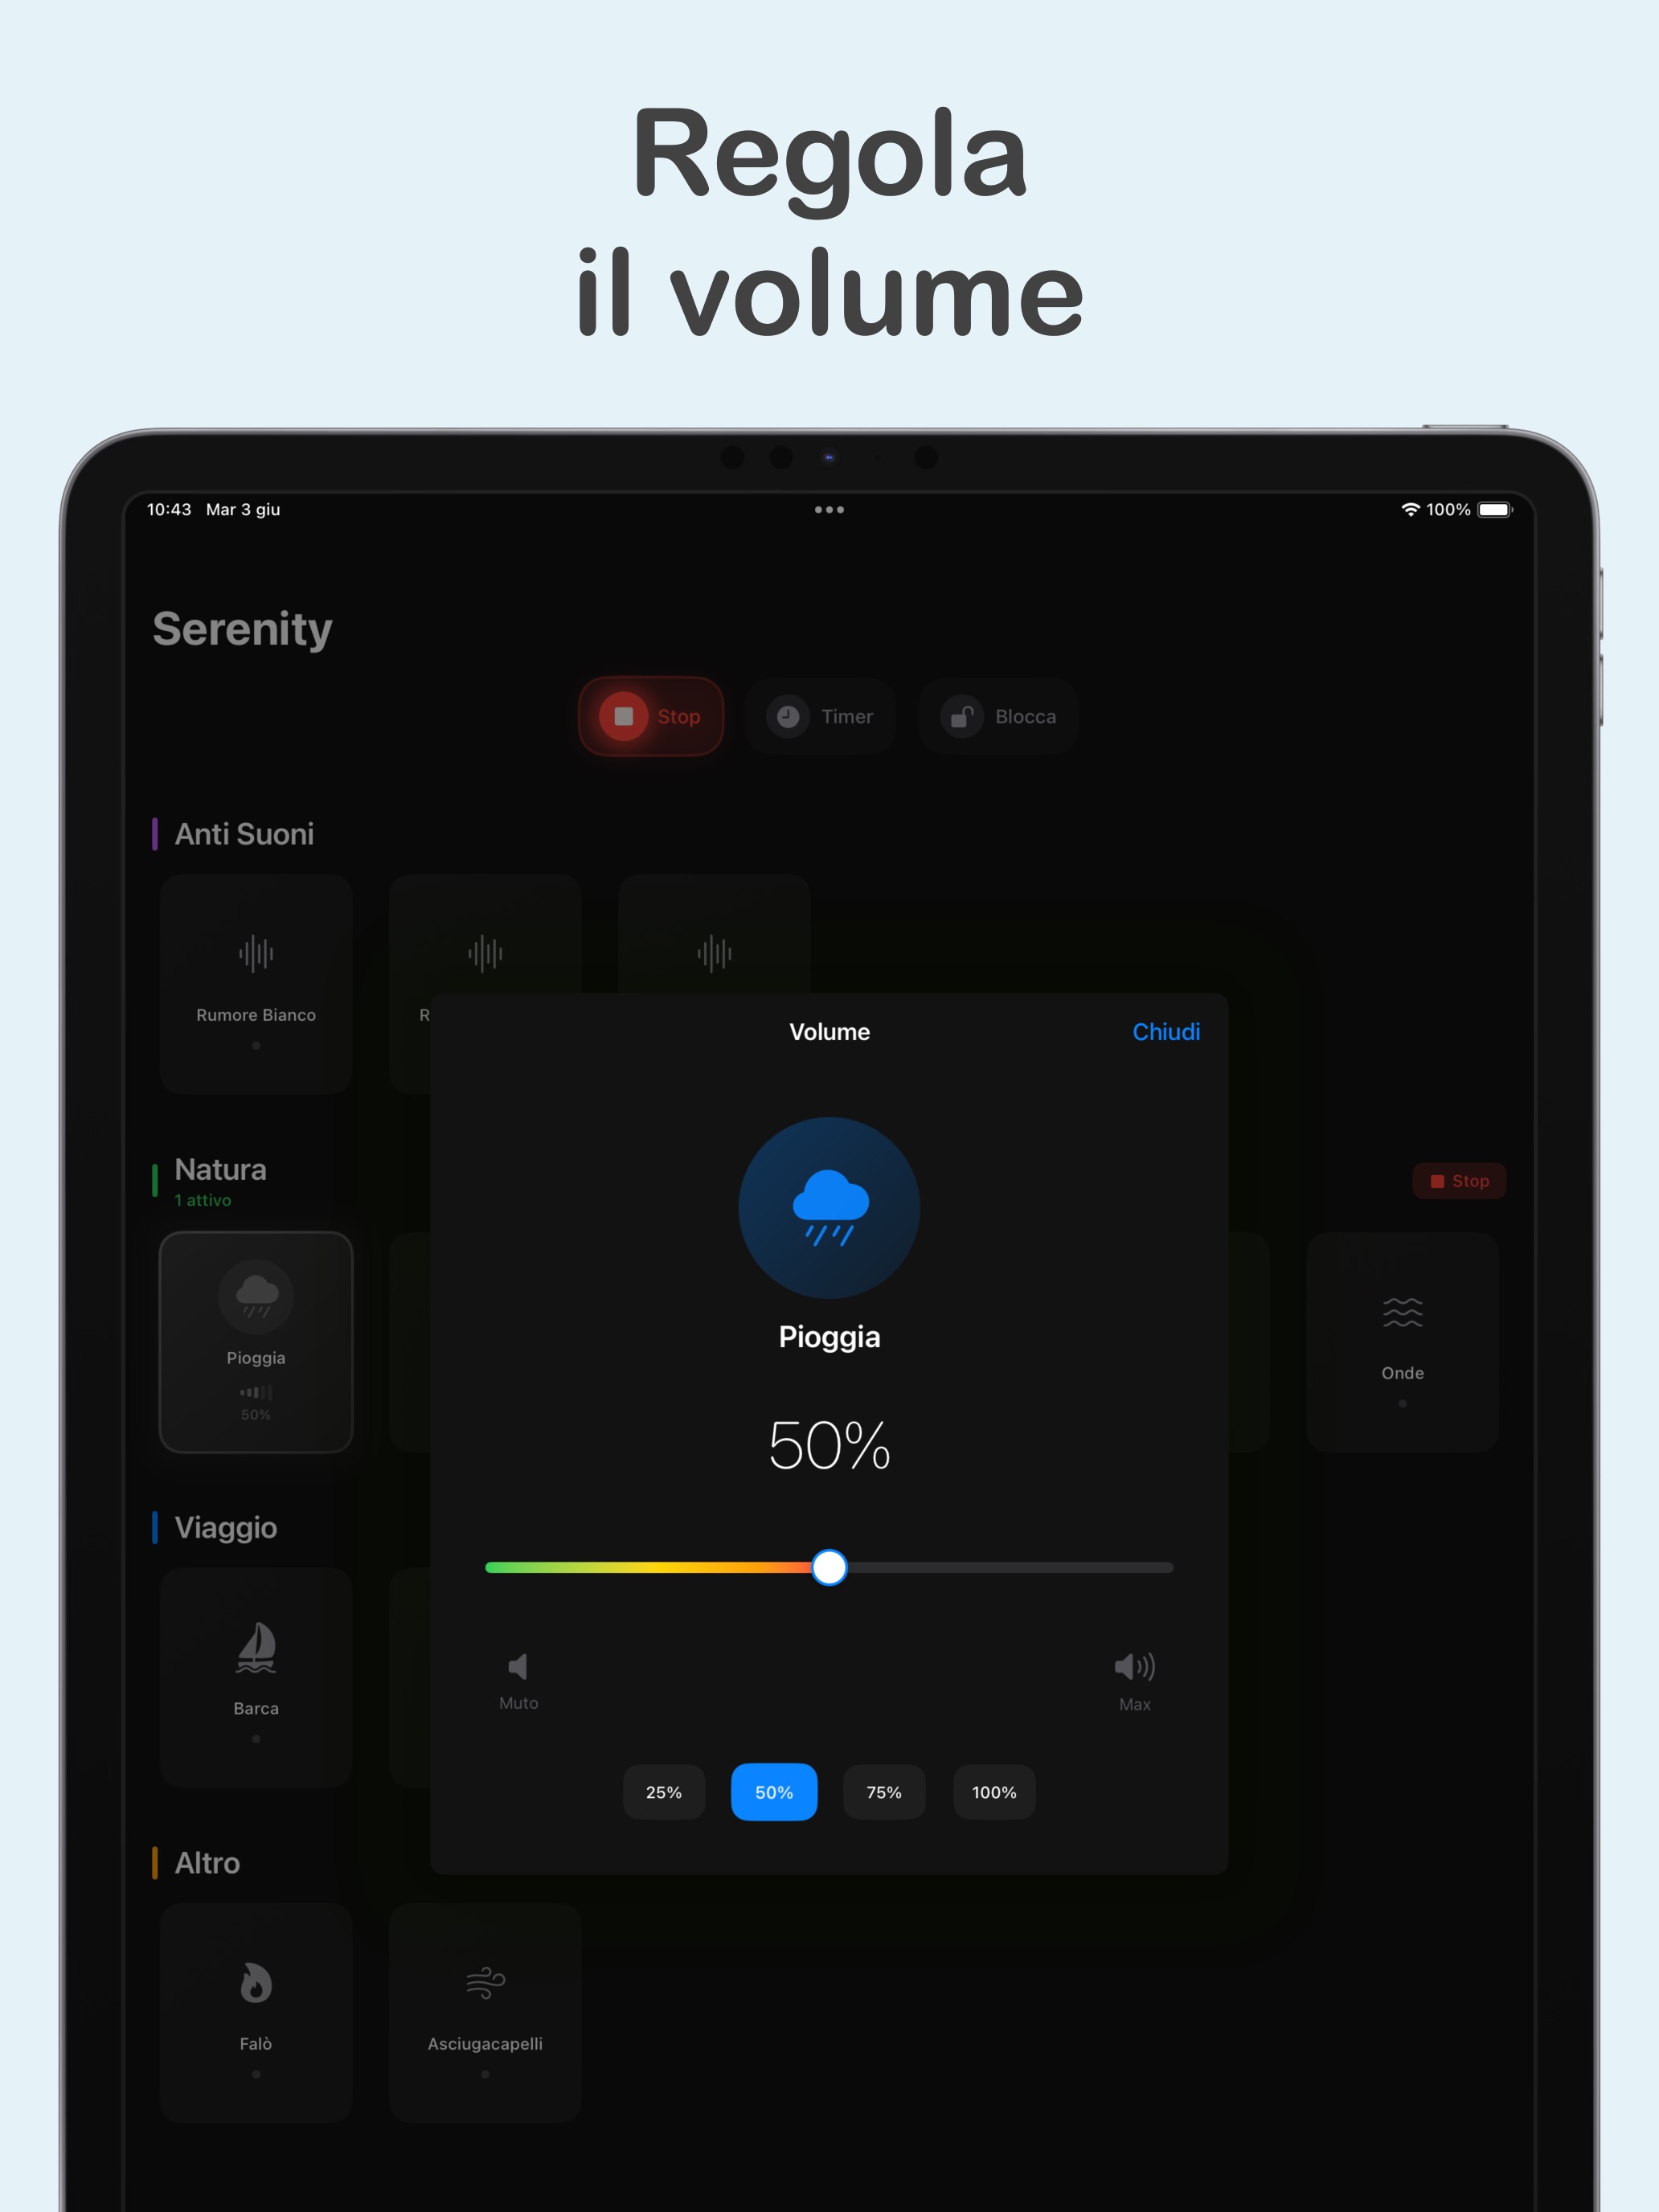 Regola
il volume
10:43 Mar 3 giu
100%
Serenity
Stop
Timer
Blocca
Anti Suoni
Rumore Bianco
Volume
Chiudi
Natura
1 attivo
Stop
Pioggia
50%
Pioggia
50%
Onde
Viaggio
Barca
Muto
Max
25%
50%
75%
100%
Altro
Falò
Asciugacapelli